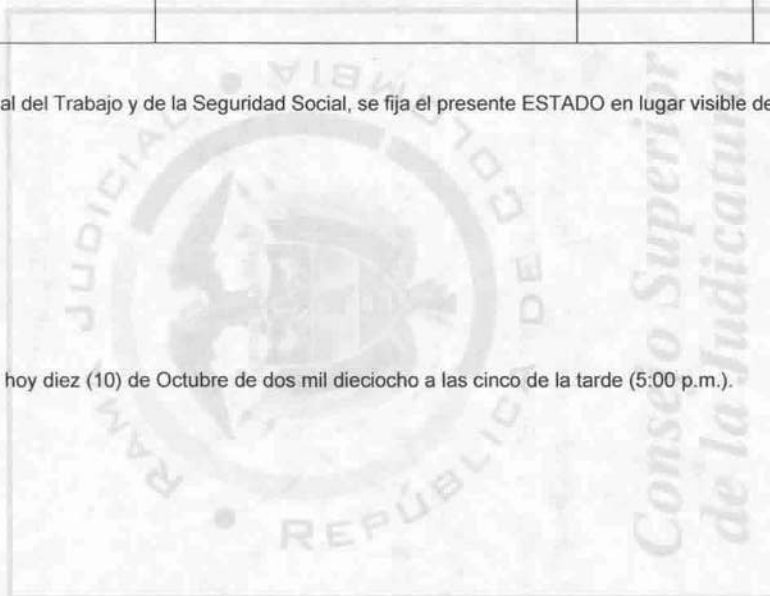 al del Trabajo y de la Seguridad Social, se fija el presente ESTADO en lugar visible de
hoy diez (10) de Octubre de dos mil dieciocho a las cinco de la tarde (5:00 p.m.).
RAMA JUDICIAL • REPÚBLICA DE COLOMBIA •
Consejo Superior
de la Judicatura